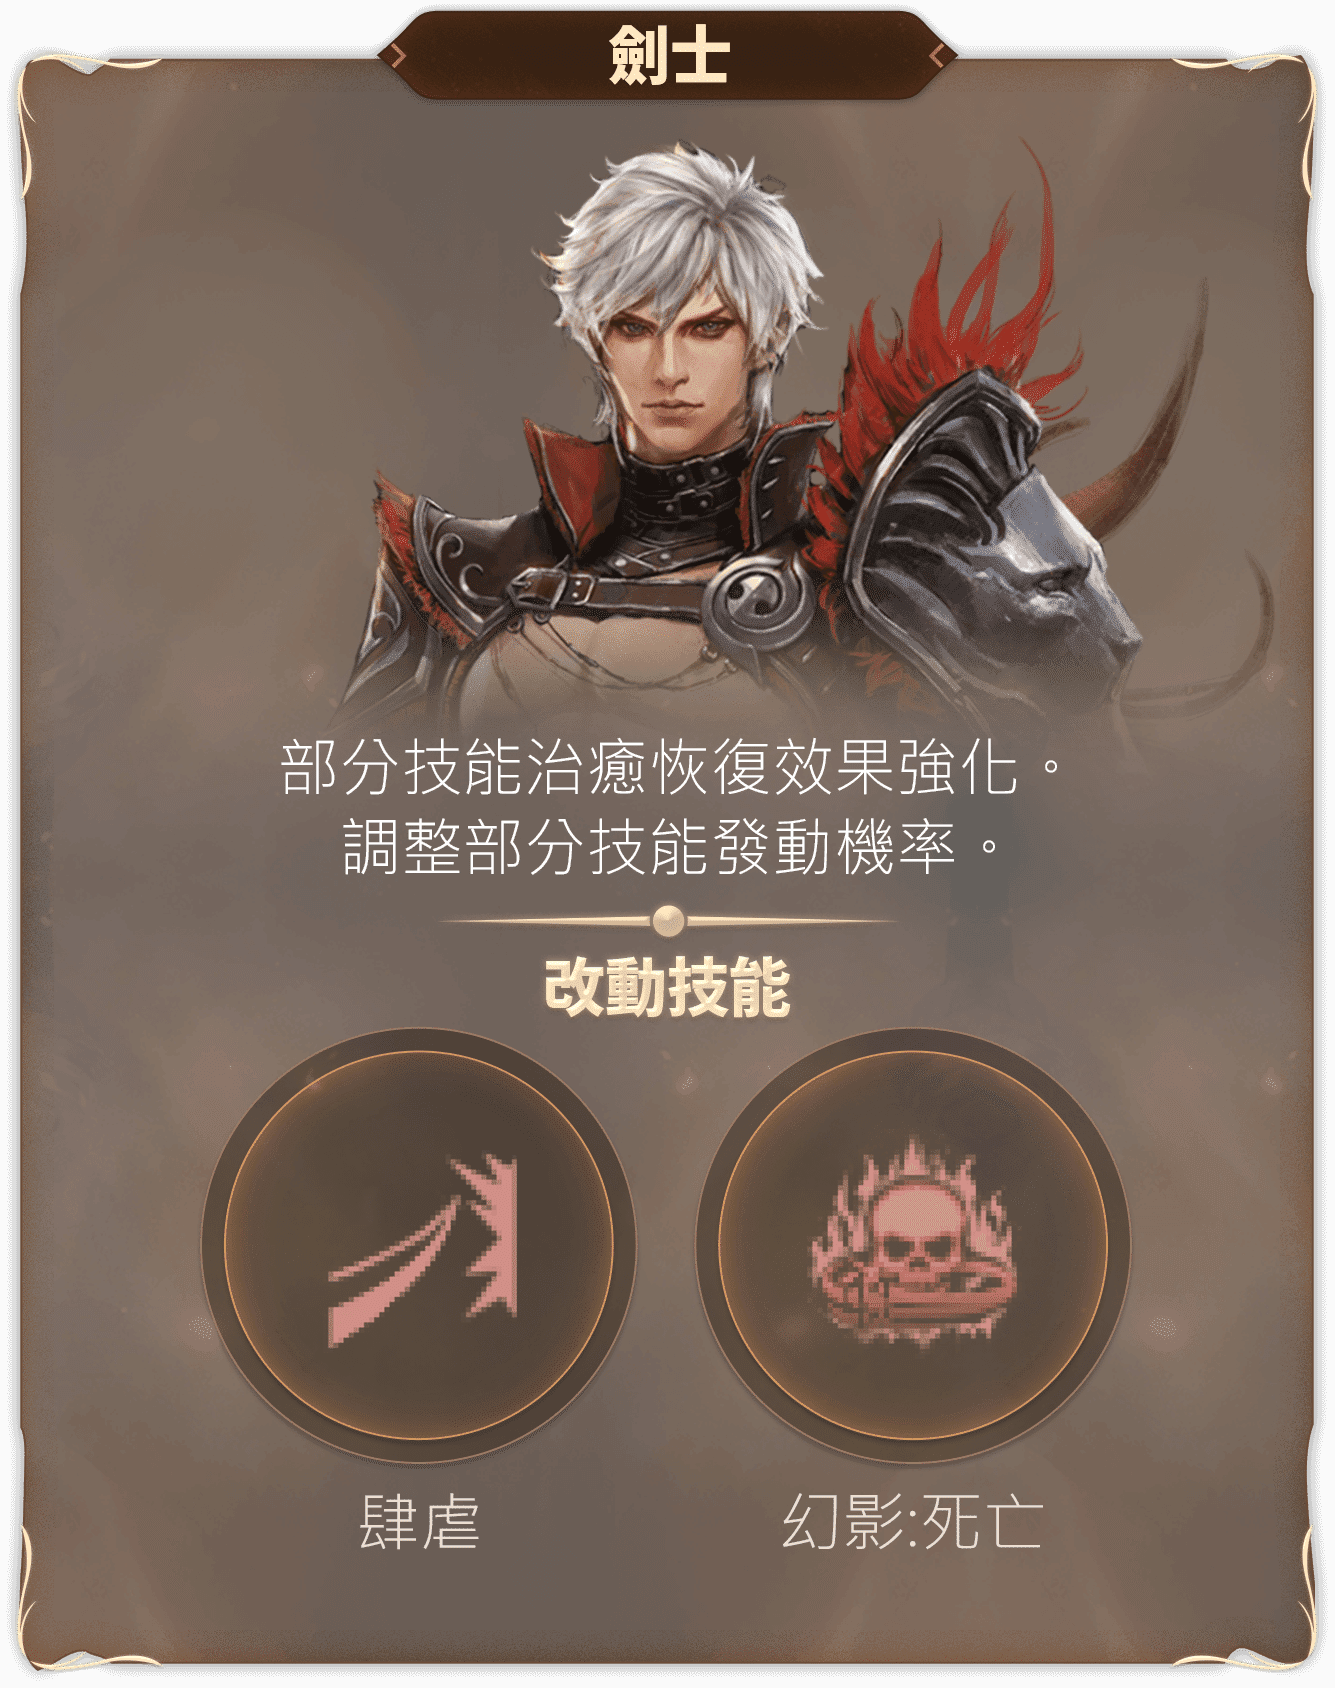 劍士
部分技能治癒恢復效果強化。
調整部分技能發動機率。
改動技能
肆虐
幻影:死亡